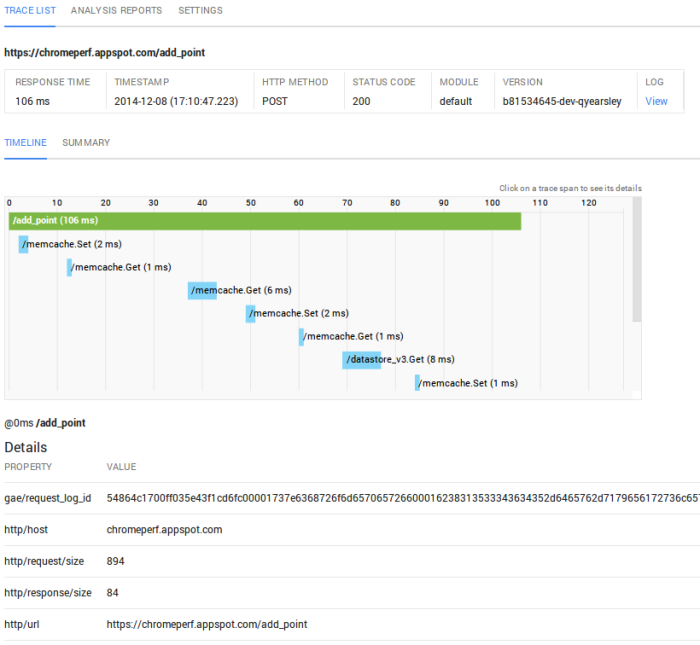 TRACE LIST ANALYSIS REPORTS SETTINGS
https://chromeperf.appspot.com/add_point
RESPONSE TIME TIMESTAMP HTTP METHOD STATUS CODE MODULE VERSION LOG
106 ms 2014-12-08 (17:10:47.223) POST 200 default b81534645-dev-qyearsley View
TIMELINE SUMMARY
Click on a trace span to see its details
0 10 20 30 40 50 60 70 80 90 100 110 120
/add_point (106 ms)
/memcache.Set (2 ms)
/memcache.Get (1 ms)
/memcache.Get (6 ms)
/memcache.Set (2 ms)
/memcache.Get (1 ms)
/datastore_v3.Get (8 ms)
/memcache.Set (1 ms)
@0ms /add_point
Details
PROPERTY VALUE
gae/request_log_id
http/host chromeperf.appspot.com
http/request/size 894
http/response/size 84
http/url https://chromeperf.appspot.com/add_point